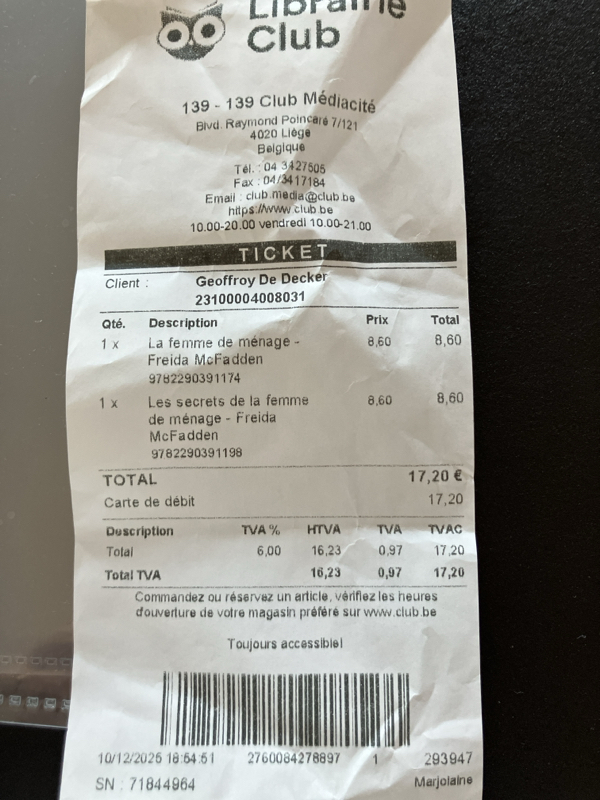 Librairie
Club
139 - 139 Club Médiacité
Blvd. Raymond Poincaré 7/121
4020 Liège
Belgique
Tél. : 04 3427505
Fax : 04/3417184
Email : club.media@club.be
https://www.club.be
10.00-20.00 vendredi 10.00-21.00
TICKET
Client : Geoffroy De Decker
23100004008031
Qté. Description Prix Total
1 x La femme de ménage - 8,60 8,60
Freida McFadden
9782290391174
1 x Les secrets de la femme 8,60 8,60
de ménage - Freida
McFadden
9782290391198
TOTAL 17,20 €
Carte de débit 17,20
Description TVA % HTVA TVA TVAC
Total 6,00 16,23 0,97 17,20
Total TVA 16,23 0,97 17,20
Commandez ou réservez un article, vérifiez les heures
d'ouverture de votre magasin préféré sur www.club.be
Toujours accessible!
10/12/2025 18:54:51 2760084278897 1 293947
SN : 71844964 Marjolaine